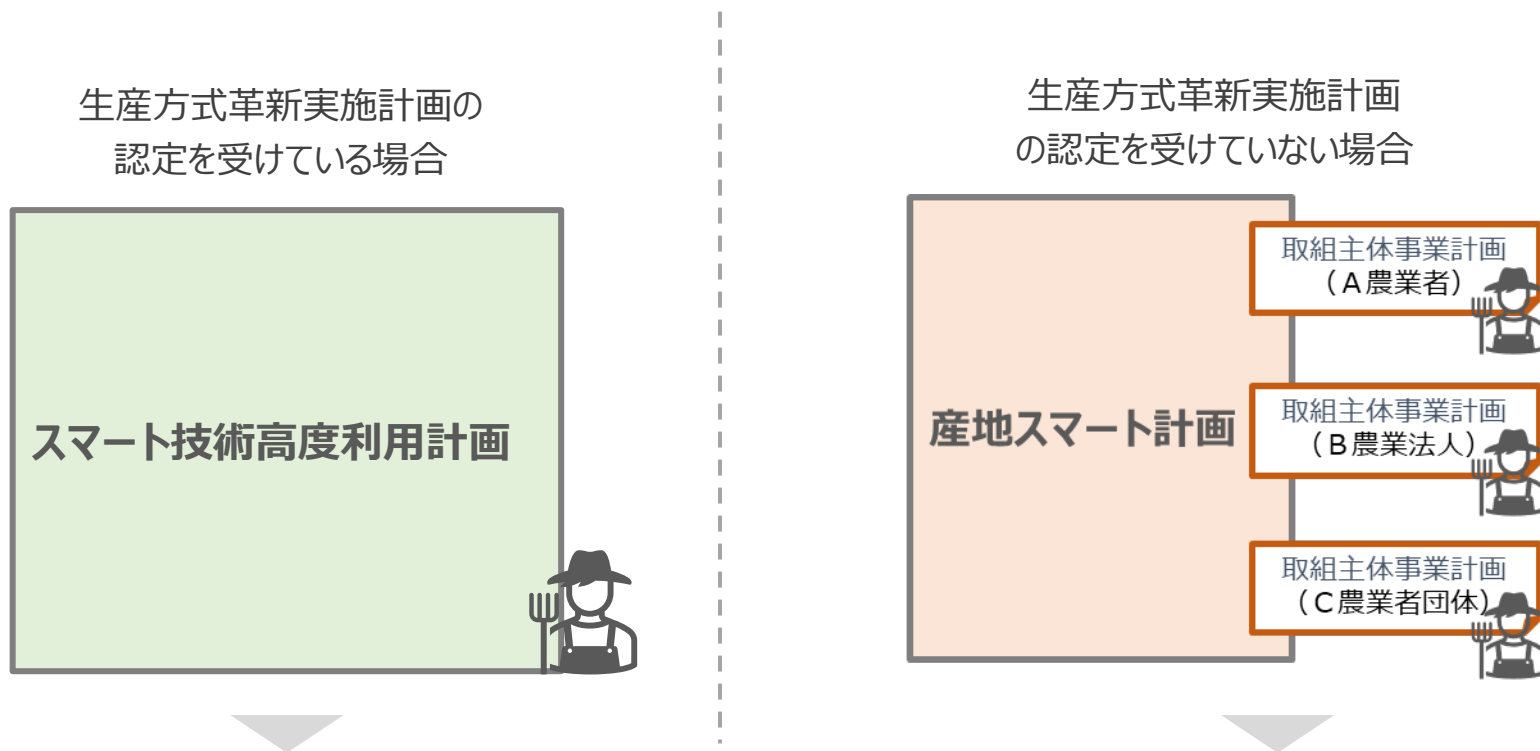 生産方式革新実施計画の
認定を受けている場合
スマート技術高度利用計画
生産方式革新実施計画
の認定を受けていない場合
産地スマート計画
取組主体事業計画
（A農業者）
取組主体事業計画
（B農業法人）
取組主体事業計画
（C農業者団体）